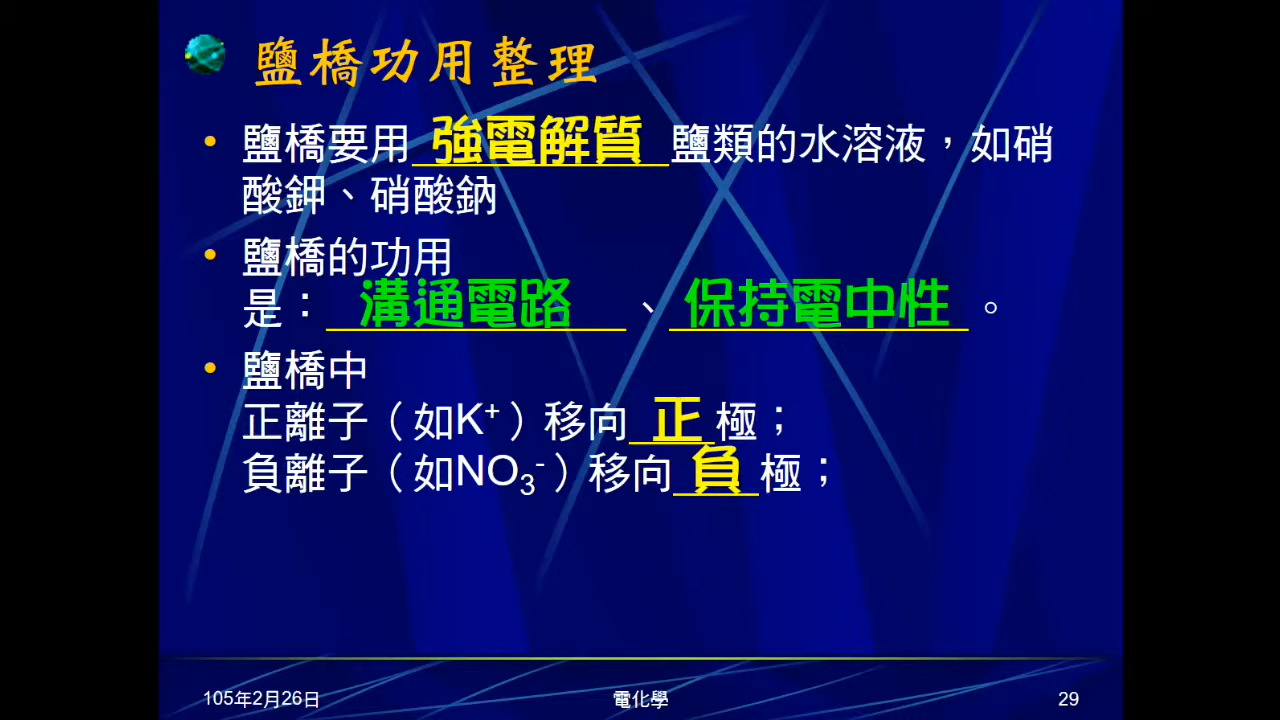 鹽橋功用整理
• 鹽橋要用強電解質鹽類的水溶液，如硝
酸鉀、硝酸鈉
• 鹽橋的功用
是：溝通電路、保持電中性。
• 鹽橋中
正離子（如K⁺）移向正極；
負離子（如NO₃⁻）移向負極；
105年2月26日
電化學
29